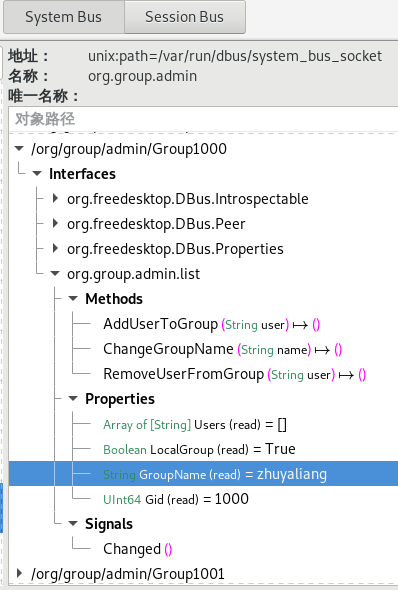 System Bus
Session Bus
地址： unix:path=/var/run/dbus/system_bus_socket
名称： org.group.admin
唯一名称：
对象路径
/org/group/admin/Group1000
Interfaces
org.freedesktop.DBus.Introspectable
org.freedesktop.DBus.Peer
org.freedesktop.DBus.Properties
org.group.admin.list
Methods
AddUserToGroup (String user) ↦ ()
ChangeGroupName (String name) ↦ ()
RemoveUserFromGroup (String user) ↦ ()
Properties
Array of [String] Users (read) = []
Boolean LocalGroup (read) = True
String GroupName (read) = zhuyaliang
UInt64 Gid (read) = 1000
Signals
Changed ()
/org/group/admin/Group1001